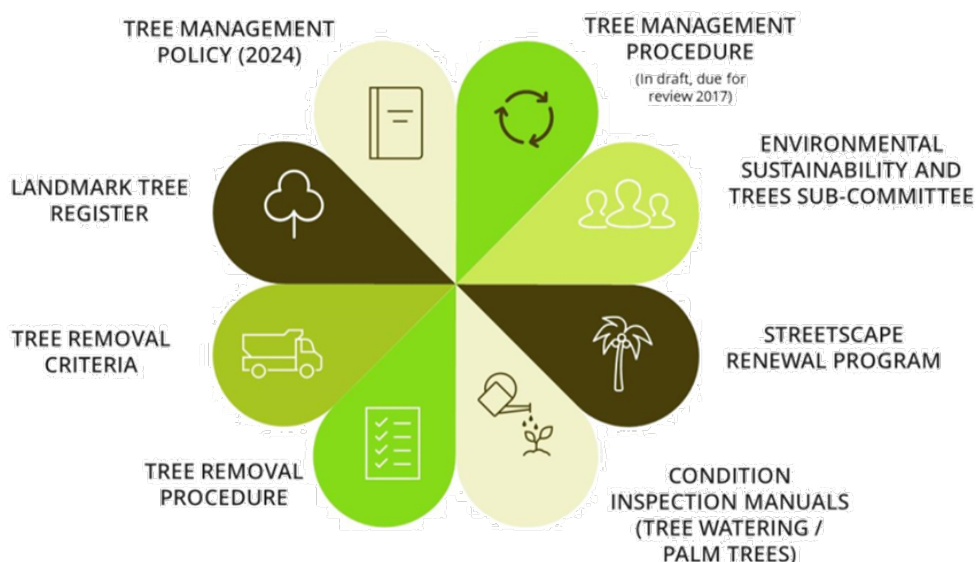 TREE MANAGEMENT
POLICY (2024)
TREE MANAGEMENT
PROCEDURE
(In draft, due for
review 2017)
LANDMARK TREE
REGISTER
ENVIRONMENTAL
SUSTAINABILITY AND
TREES SUB-COMMITTEE
TREE REMOVAL
CRITERIA
STREETSCAPE
RENEWAL PROGRAM
TREE REMOVAL
PROCEDURE
CONDITION
INSPECTION MANUALS
(TREE WATERING /
PALM TREES)